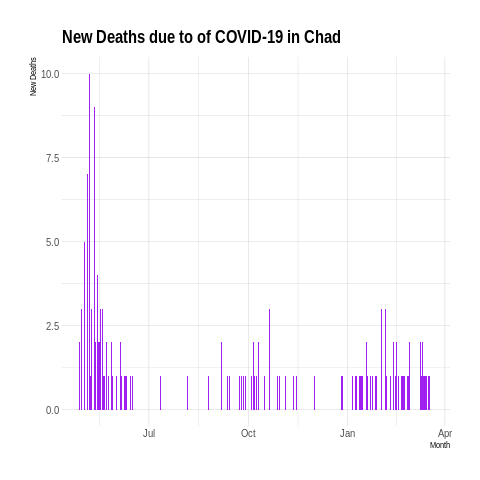 New Deaths due to of COVID-19 in Chad
New Deaths
10.0
7.5
5.0
2.5
0.0
Jul
Oct
Jan
Apr
Month